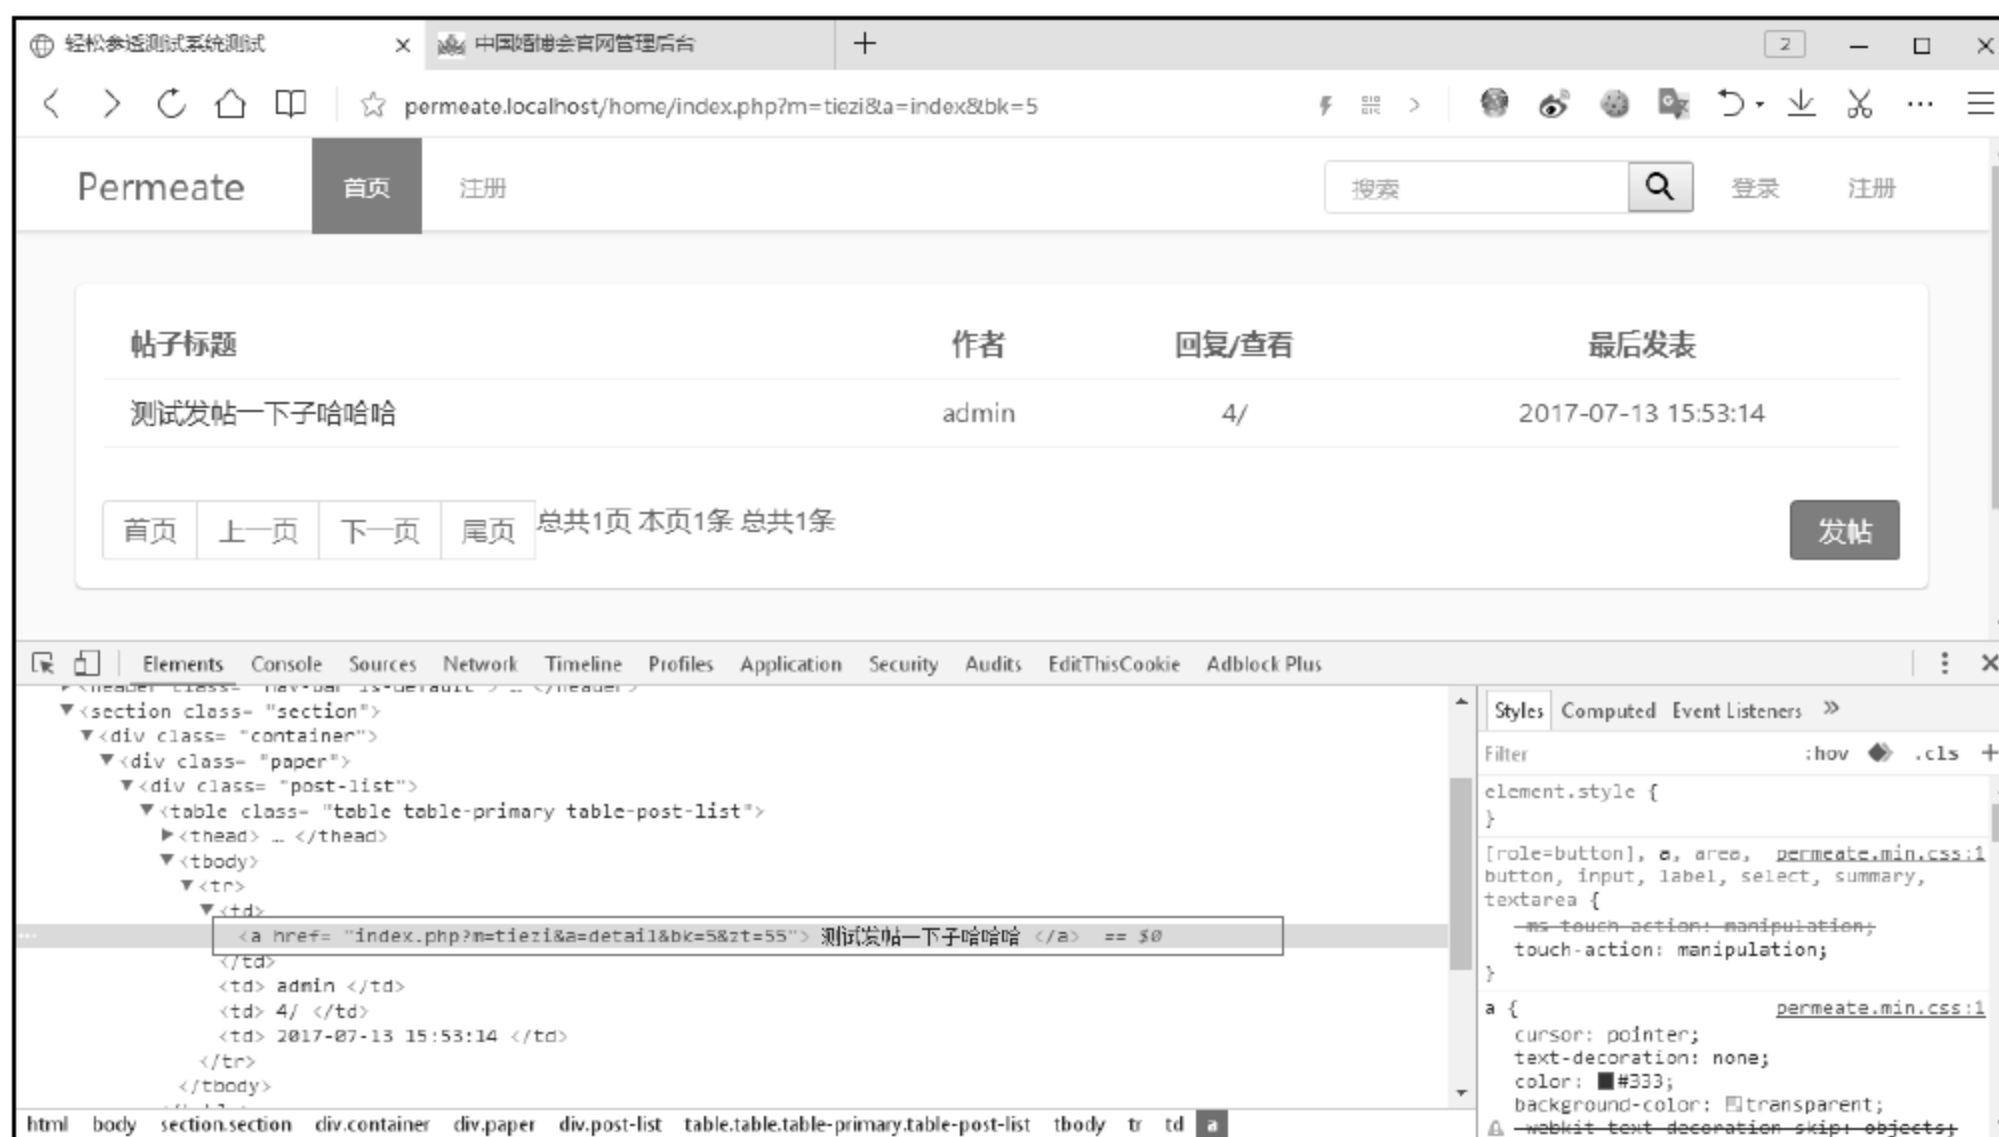 轻松参透测试系统测试
中国婚博会官网管理后台
2
permeate.localhost/home/index.php?m=tiezi&a=index&bk=5
Permeate 首页 注册 搜索 登录 注册
帖子标题 作者 回复/查看 最后发表
测试发帖一下子哈哈哈 admin 4/ 2017-07-13 15:53:14
首页 上一页 下一页 尾页 总共1页 本页1条 总共1条 发帖
Elements Console Sources Network Timeline Profiles Application Security Audits EditThisCookie Adblock Plus
<section class= "section">
<div class= "container">
<div class= "paper">
<div class= "post-list">
<table class= "table table-primary table-post-list">
<thead> … </thead>
<tbody>
<tr>
<td>
<a href= "index.php?m=tiezi&a=detail&bk=5&zt=55"> 测试发帖一下子哈哈哈 </a> == $0
</td>
<td> admin </td>
<td> 4/ </td>
<td> 2017-07-13 15:53:14 </td>
</tr>
</tbody>
html body section.section div.container div.paper div.post-list table.table.table-primary.table-post-list tbody tr td a
Styles Computed Event Listeners »
Filter :hov .cls +
element.style {
}
[role=button], a, area, permeate.min.css:1
button, input, label, select, summary,
textarea {
-ms-touch-action: manipulation;
touch-action: manipulation;
}
a { permeate.min.css:1
cursor: pointer;
text-decoration: none;
color: #333;
background-color: transparent;
-webkit-text-decoration-skip: objects;